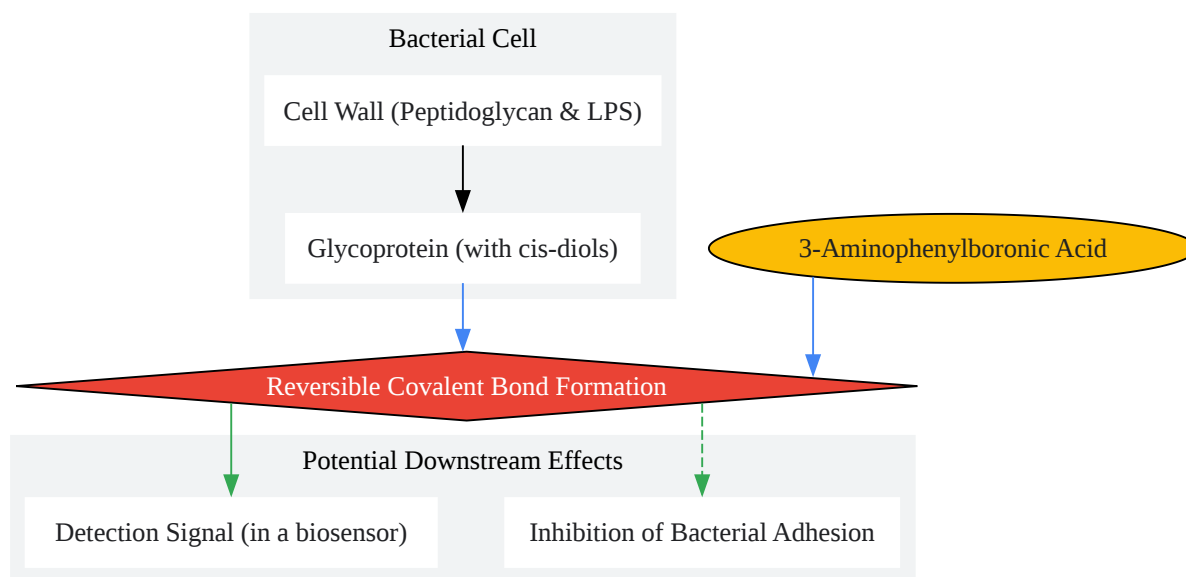 Bacterial Cell
Cell Wall (Peptidoglycan & LPS)
Glycoprotein (with cis-diols)
3-Aminophenylboronic Acid
Reversible Covalent Bond Formation
Potential Downstream Effects
Detection Signal (in a biosensor)
Inhibition of Bacterial Adhesion